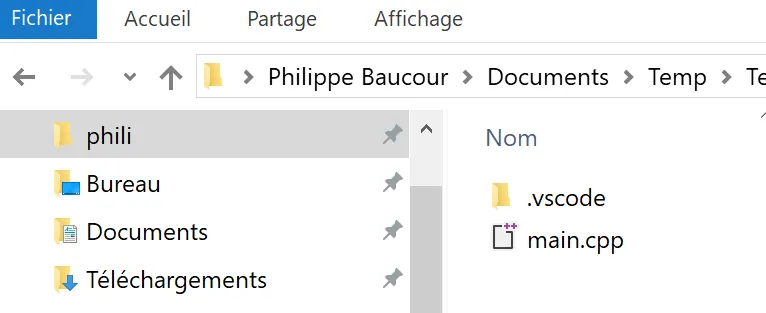 Fichier Accueil Partage Affichage
Philippe Baucour Documents Temp Te
phili
Bureau
Documents
Téléchargements
Nom
.vscode
main.cpp